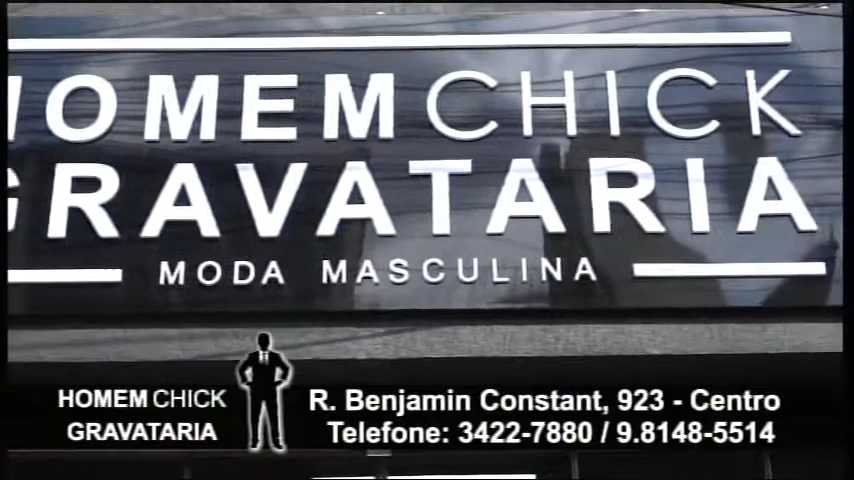 HOMEM CHICK
GRAVATARIA
MODA MASCULINA
HOMEM CHICK
GRAVATARIA
R. Benjamin Constant, 923 - Centro
Telefone: 3422-7880 / 9.8148-5514